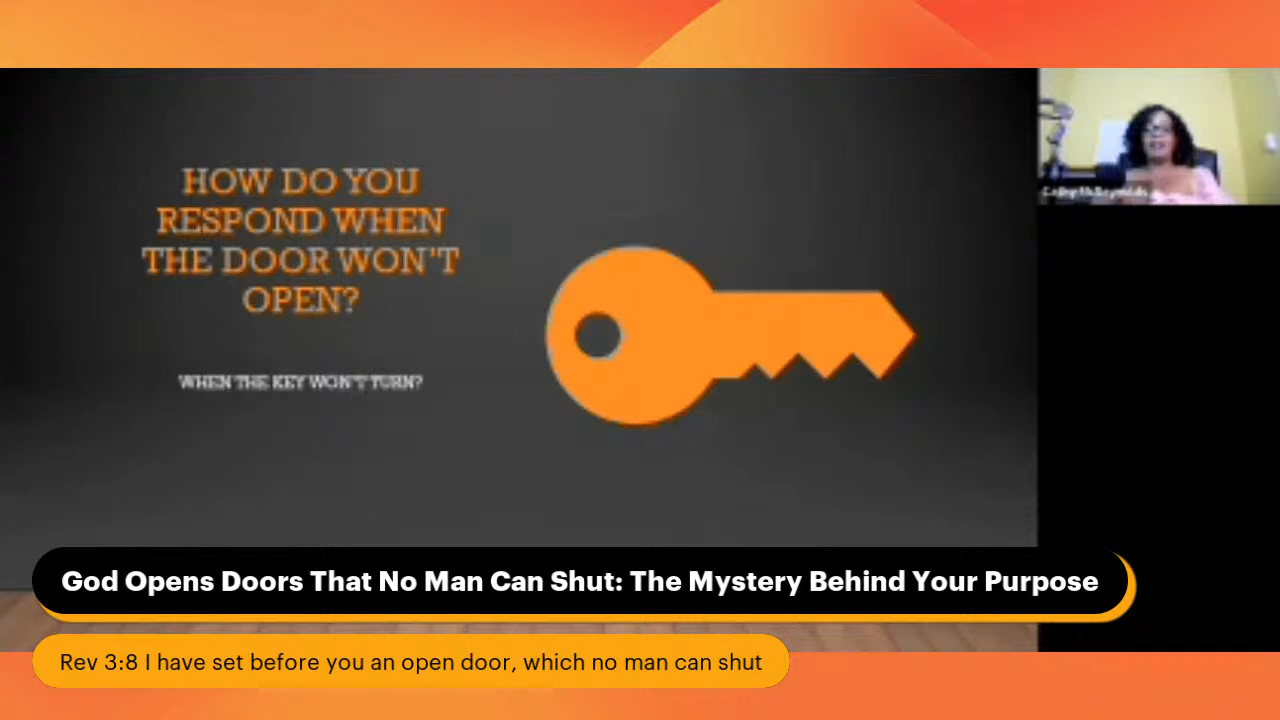 HOW DO YOU
RESPOND WHEN
THE DOOR WON'T
OPEN?
WHEN THE KEY WON'T TURN?
God Opens Doors That No Man Can Shut: The Mystery Behind Your Purpose
Rev 3:8 I have set before you an open door, which no man can shut